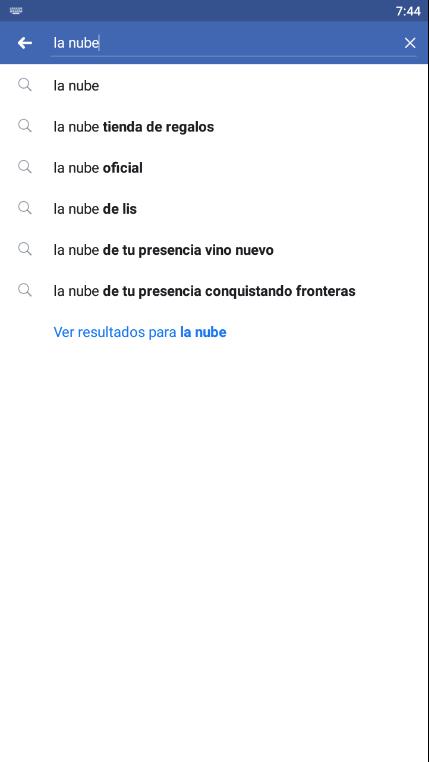 7:44
la nube
la nube
la nube tienda de regalos
la nube oficial
la nube de lis
la nube de tu presencia vino nuevo
la nube de tu presencia conquistando fronteras
Ver resultados para la nube